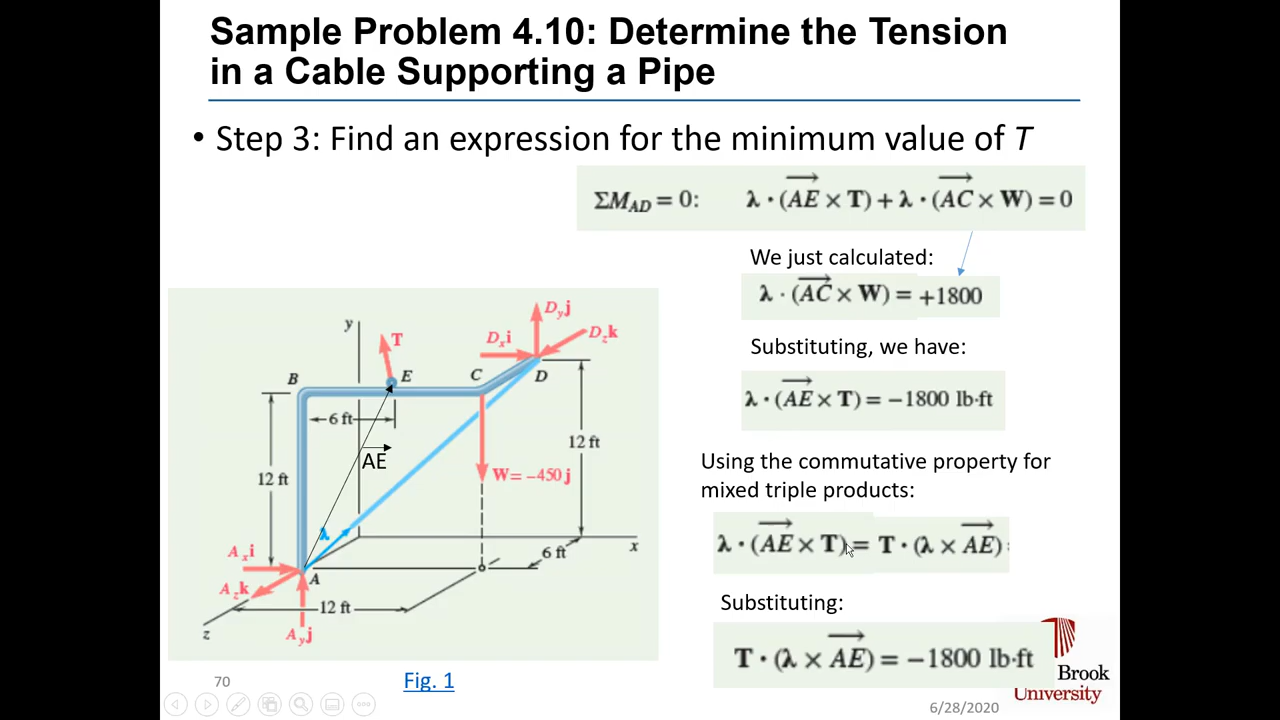 Sample Problem 4.10: Determine the Tension
in a Cable Supporting a Pipe
• Step 3: Find an expression for the minimum value of T
ΣM_AD = 0: λ · (AE × T) + λ · (AC × W) = 0
We just calculated:
λ · (AC × W) = +1800
Substituting, we have:
λ · (AE × T) = −1800 lb·ft
Using the commutative property for
mixed triple products:
λ · (AE × T) = T · (λ × AE)
Substituting:
T · (λ × AE) = −1800 lb·ft
y
T
D_x i
D_y j
D_z k
B
E
C
D
6 ft
AE
12 ft
12 ft
W = −450 j
λ
A_x i
A
A_z k
12 ft
6 ft
x
z
A_y j
Fig. 1
70
Brook
University
6/28/2020